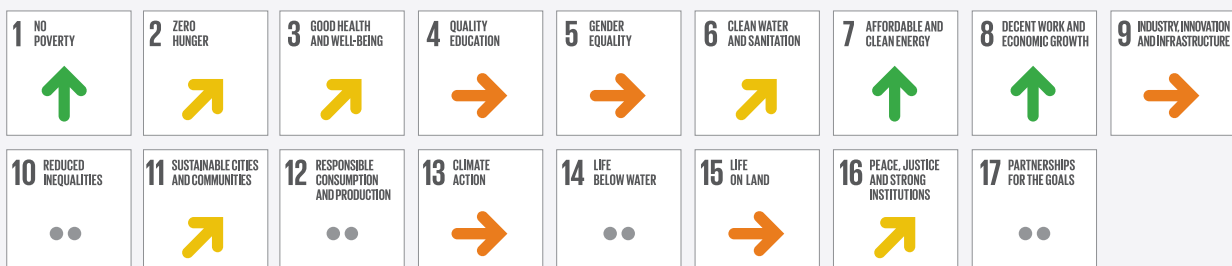 1 NO
POVERTY
2 ZERO
HUNGER
3 GOOD HEALTH
AND WELL-BEING
4 QUALITY
EDUCATION
5 GENDER
EQUALITY
6 CLEAN WATER
AND SANITATION
7 AFFORDABLE AND
CLEAN ENERGY
8 DECENT WORK AND
ECONOMIC GROWTH
9 INDUSTRY, INNOVATION
AND INFRASTRUCTURE
10 REDUCED
INEQUALITIES
11 SUSTAINABLE CITIES
AND COMMUNITIES
12 RESPONSIBLE
CONSUMPTION
AND PRODUCTION
13 CLIMATE
ACTION
14 LIFE
BELOW WATER
15 LIFE
ON LAND
16 PEACE, JUSTICE
AND STRONG
INSTITUTIONS
17 PARTNERSHIPS
FOR THE GOALS